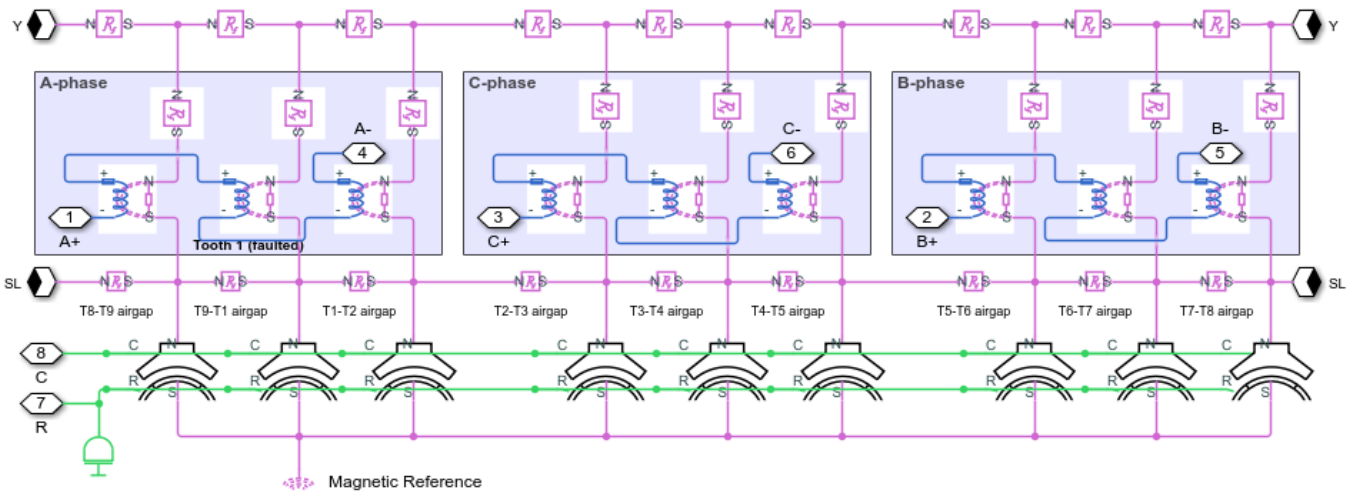 Y N R S N R S N R S N R S N R S N R S N R S N R S N R S Y
A-phase C-phase B-phase
N N N N N N N N N
R R R R R R R R R
S S S S S S S S S
A- C- B-
4 6 5
+ N + N + N + N + N + N + N + N + N
1 - S - S - S 3 - S - S - S 2 - S - S - S
A+ Tooth 1 (faulted) C+ B+
SL N R S N R S N R S N R S N R S N R S N R S N R S N R S SL
T8-T9 airgap T9-T1 airgap T1-T2 airgap T2-T3 airgap T3-T4 airgap T4-T5 airgap T5-T6 airgap T6-T7 airgap T7-T8 airgap
8 C N C N C N C N C N C N C N C N C N
C
R S R S R S R S R S R S R S R S R S
7
R
Magnetic Reference